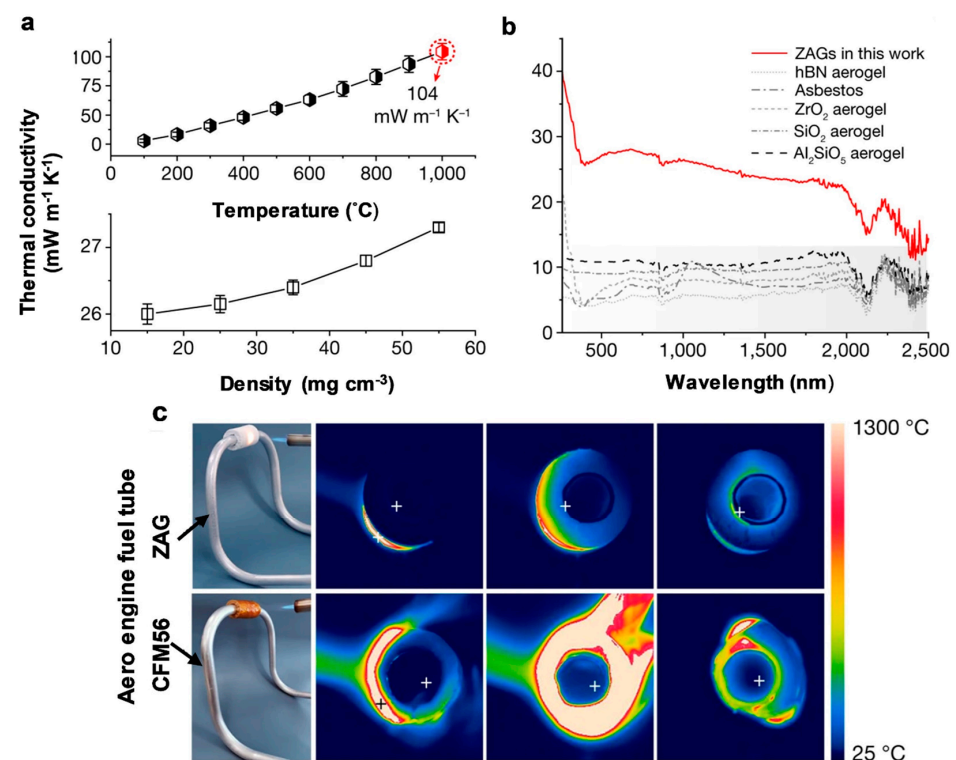 a
Thermal conductivity
(mW m⁻¹ K⁻¹)
100
75
50
0
104
mW m⁻¹ K⁻¹
0 200 400 600 800 1,000
Temperature (°C)
27
26
10 20 30 40 50 60
Density (mg cm⁻³)
b
40
30
20
10
0
ZAGs in this work
hBN aerogel
Asbestos
ZrO₂ aerogel
SiO₂ aerogel
Al₂SiO₅ aerogel
500 1,000 1,500 2,000 2,500
Wavelength (nm)
c
Aero engine fuel tube
ZAG
CFM56
1300 °C
25 °C